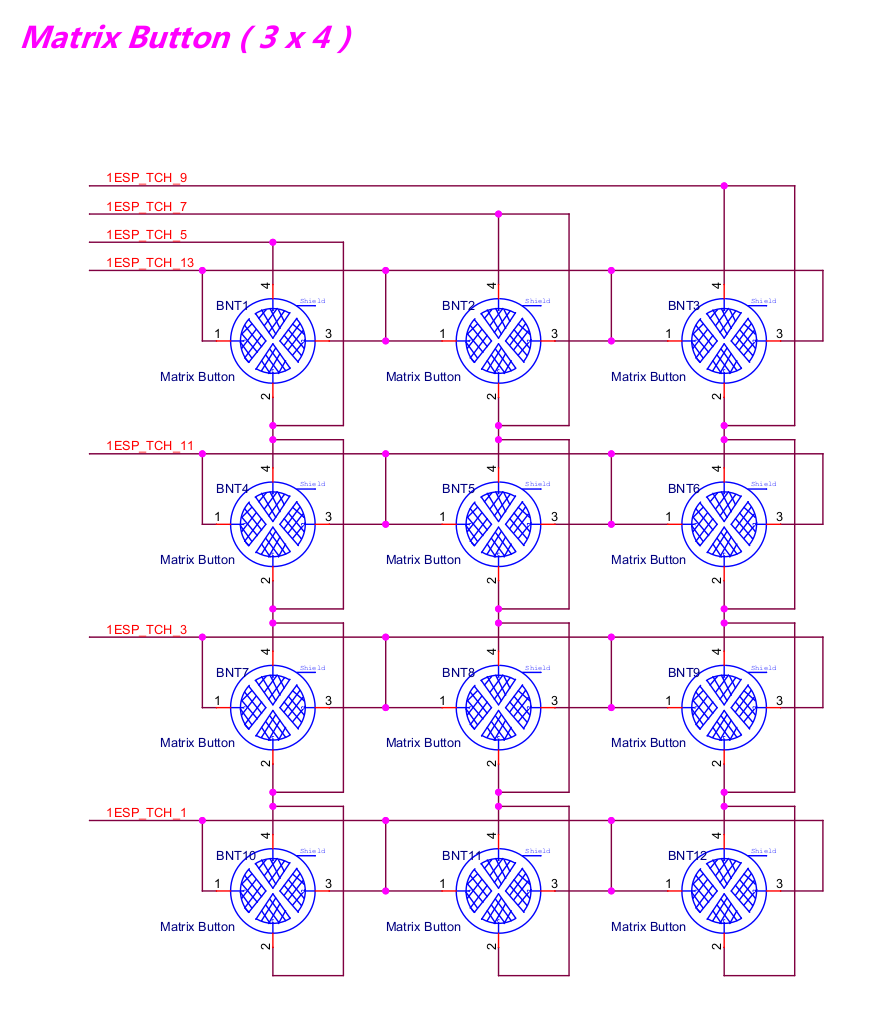 Matrix Button ( 3 x 4 )
1ESP_TCH_9
1ESP_TCH_7
1ESP_TCH_5
1ESP_TCH_13
4 4 4
BNT1 Shield BNT2 Shield BNT3 Shield
1 3 1 3 1 3
Matrix Button Matrix Button Matrix Button
2 2 2
1ESP_TCH_11
4 4 4
BNT4 Shield BNT5 Shield BNT6 Shield
1 3 1 3 1 3
Matrix Button Matrix Button Matrix Button
2 2 2
1ESP_TCH_3
4 4 4
BNT7 Shield BNT8 Shield BNT9 Shield
1 3 1 3 1 3
Matrix Button Matrix Button Matrix Button
2 2 2
1ESP_TCH_1
4 4 4
BNT10 Shield BNT11 Shield BNT12 Shield
1 3 1 3 1 3
Matrix Button Matrix Button Matrix Button
2 2 2